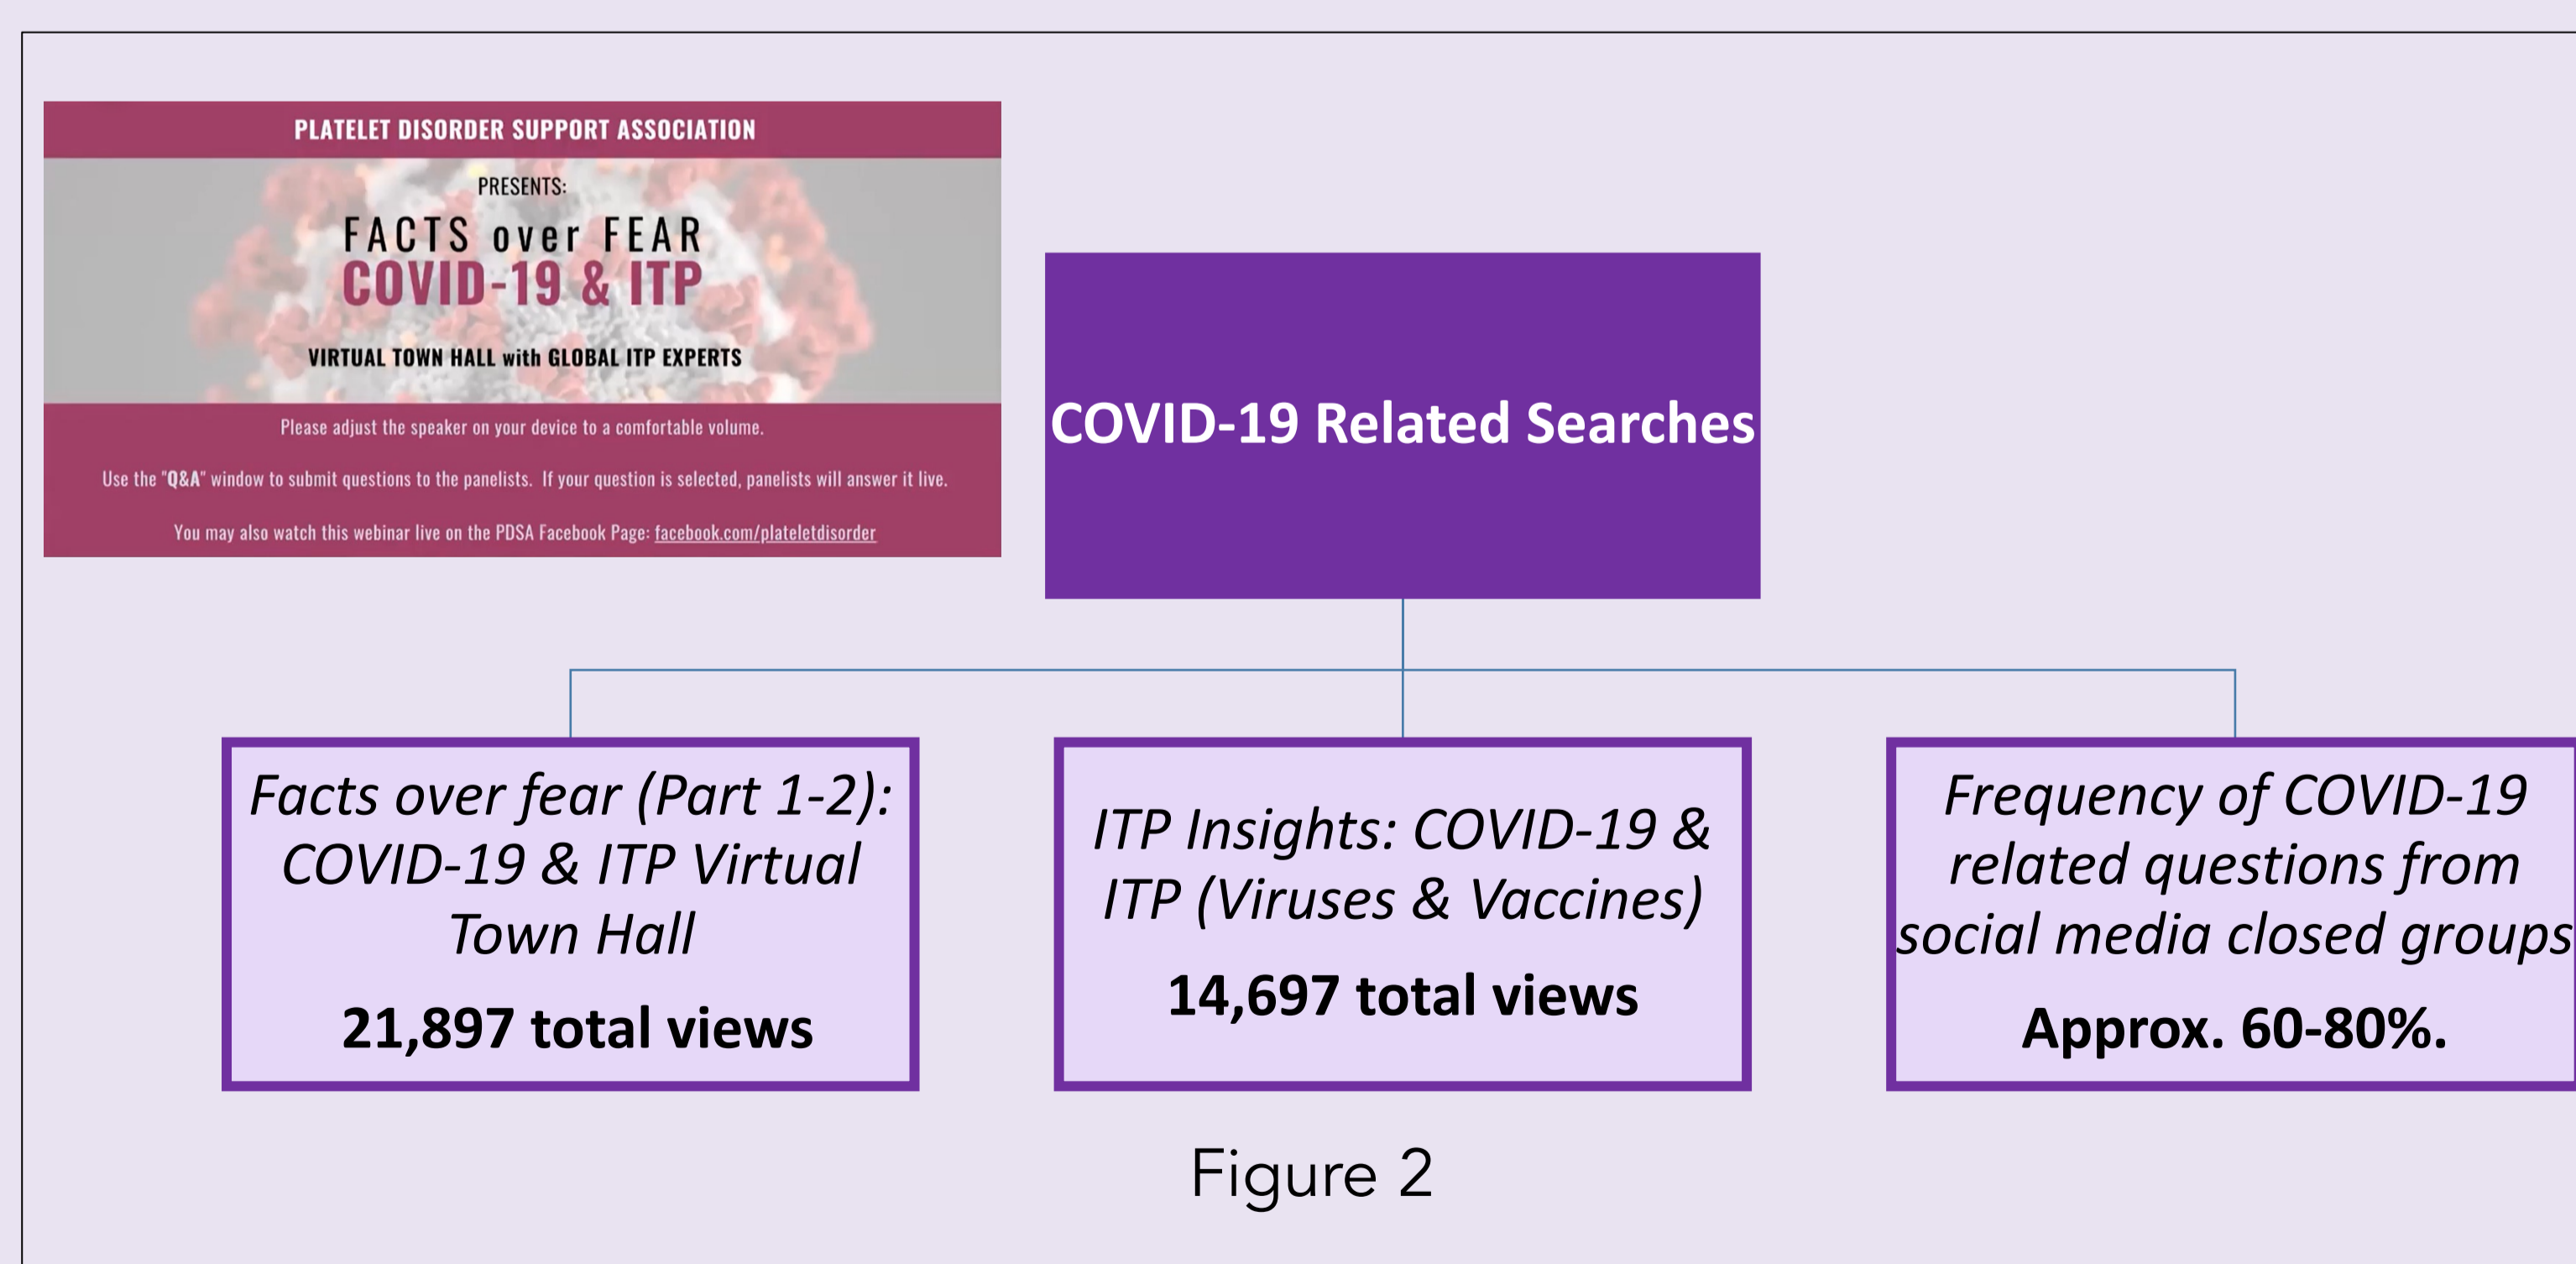 PLATELET DISORDER SUPPORT ASSOCIATION
PRESENTS:
FACTS over FEAR
COVID-19 & ITP
VIRTUAL TOWN HALL with GLOBAL ITP EXPERTS
Please adjust the speaker on your device to a comfortable volume.
Use the "Q&A" window to submit questions to the panelists. If your question is selected, panelists will answer it live.
You may also watch this webinar live on the PDSA Facebook Page: facebook.com/plateletdisorder
COVID-19 Related Searches
Facts over fear (Part 1-2):
COVID-19 & ITP Virtual
Town Hall
21,897 total views
ITP Insights: COVID-19 &
ITP (Viruses & Vaccines)
14,697 total views
Frequency of COVID-19
related questions from
social media closed groups
Approx. 60-80%.
Figure 2